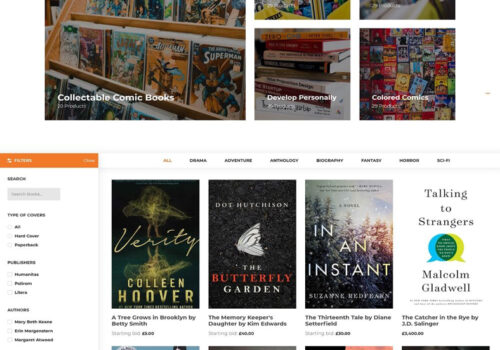 29 Products
29 Products
Collectable Comic Books
20 Products
Develop Personally
29 Products
Colored Comics
29 Products
FILTERS
Close
ALL
DRAMA
ADVENTURE
ANTHOLOGY
BIOGRAPHY
FANTASY
HORROR
SCI-FI
SEARCH
Search books...
TYPE OF COVERS
All
Hard Cover
Paperback
PUBLISHERS
Humanitas
Polirom
Litera
AUTHORS
Mary Beth Keane
Erin Morgenstern
Margaret Atwood
Verity
COLLEEN
HOOVER
A Tree Grows in Brooklyn by
Betty Smith
Starting bid: £5.00
DOT HUTCHISON
THE
BUTTERFLY
GARDEN
The Memory Keeper's
Daughter by Kim Edwards
Starting bid: £40.00
A NOVEL
IN
AN
INSTANT
SUZANNE REDFEARN
The Thirteenth Tale by Diane
Setterfield
Starting bid: £30.00
Talking
to
Strangers
Malcolm
Gladwell
The Catcher in the Rye by
J.D. Salinger
Starting bid: £3,400.00